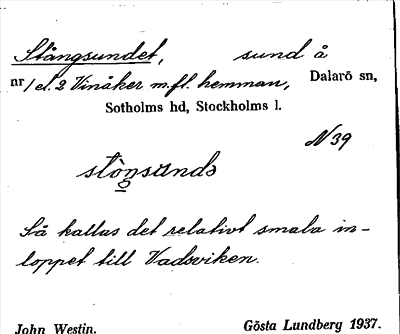 Stångsundet, sund å
nr 1 el. 2 Vinåker m.fl. hemman, Dalarö sn,
Sotholms hd, Stockholms l.
N 39
stöŋsundə
Så kallas det relativt smala in-
loppet till Vadsviken.
John Westin. Gösta Lundberg 1937.